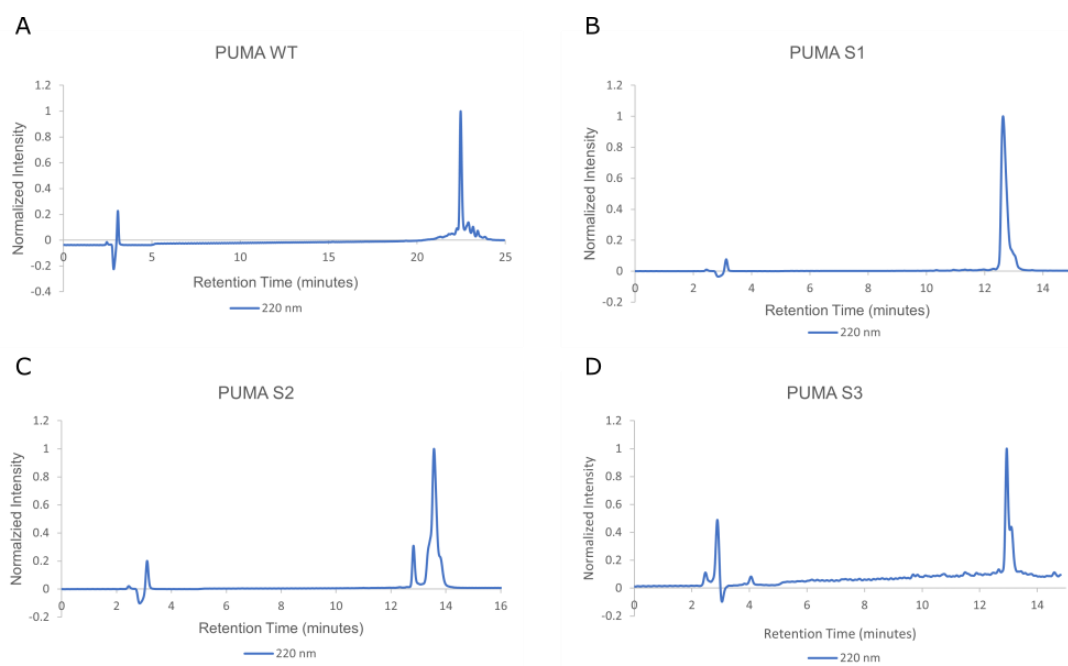 A
PUMA WT
Normalized Intensity
1.2
1
0.8
0.6
0.4
0.2
0
-0.2
-0.4
0 5 10 15 20 25
Retention Time (minutes)
220 nm
B
PUMA S1
Normalized Intensity
1.2
1
0.8
0.6
0.4
0.2
0
-0.2
0 2 4 6 8 10 12 14
Retention Time (minutes)
220 nm
C
PUMA S2
Normalzied Intensity
1.2
1
0.8
0.6
0.4
0.2
0
-0.2
0 2 4 6 8 10 12 14 16
Retention Time (minutes)
220 nm
D
PUMA S3
Normalized Intensity
1.2
1
0.8
0.6
0.4
0.2
0
-0.2
0 2 4 6 8 10 12 14
Retention Time (minutes)
220 nm